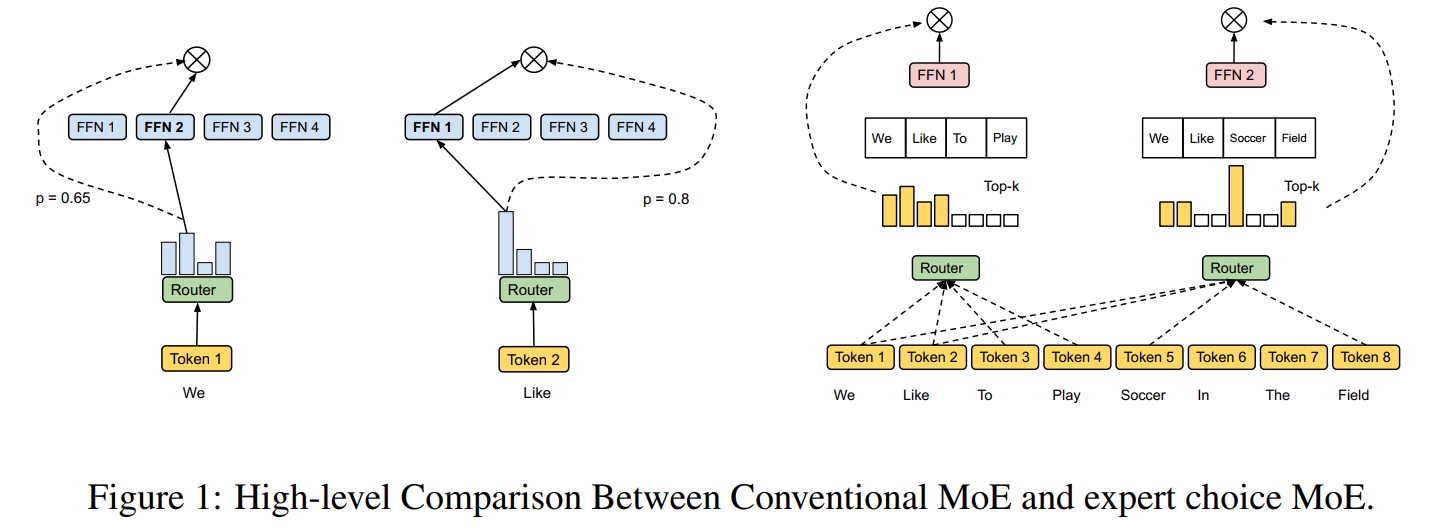 FFN 1 FFN 2 FFN 3 FFN 4
p = 0.65
Router
Token 1
We
FFN 1 FFN 2 FFN 3 FFN 4
p = 0.8
Router
Token 2
Like
FFN 1
We Like To Play
Top-k
Router
FFN 2
We Like Soccer Field
Top-k
Router
Token 1 Token 2 Token 3 Token 4 Token 5 Token 6 Token 7 Token 8
We Like To Play Soccer In The Field
Figure 1: High-level Comparison Between Conventional MoE and expert choice MoE.